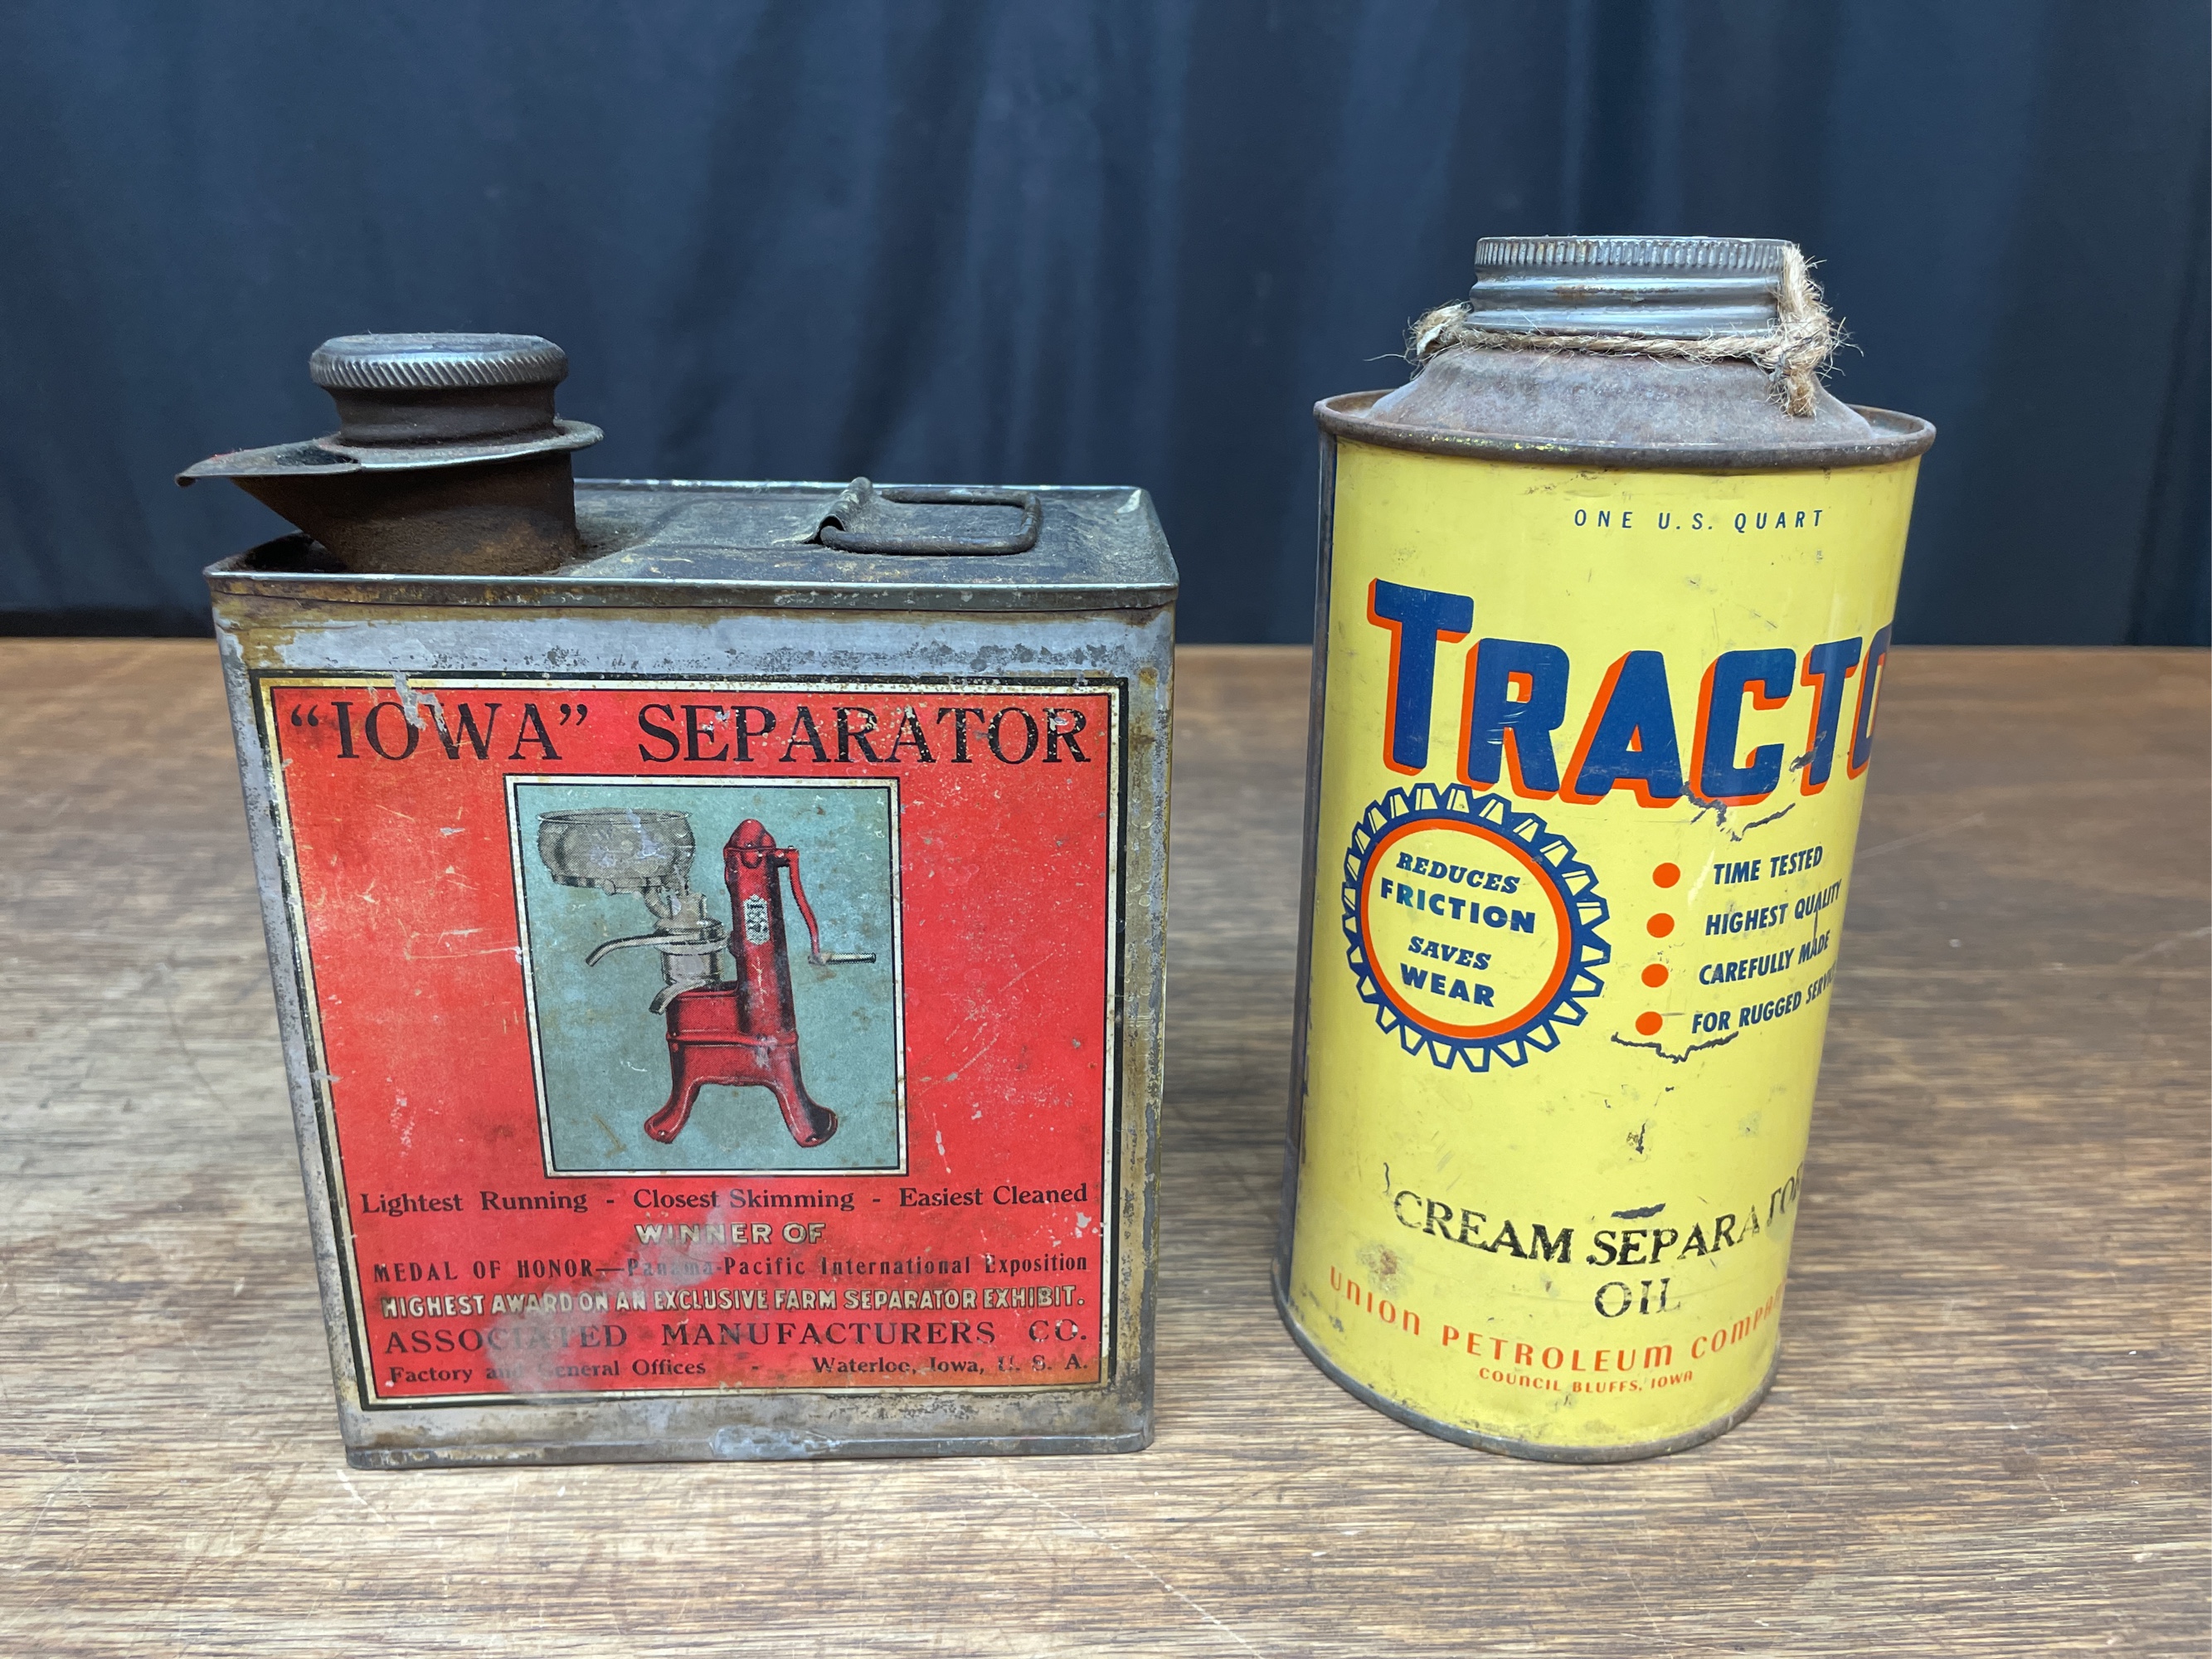 "IOWA" SEPARATOR
Lightest Running - Closest Skimming - Easiest Cleaned
WINNER OF
MEDAL OF HONOR—Panama-Pacific International Exposition
HIGHEST AWARD ON AN EXCLUSIVE FARM SEPARATOR EXHIBIT.
ASSOCIATED MANUFACTURERS CO.
Factory and General Offices - Waterloo, Iowa, U. S. A.
ONE U.S. QUART
TRACTO
REDUCES
FRICTION
SAVES
WEAR
TIME TESTED
HIGHEST QUALITY
CAREFULLY MADE
FOR RUGGED
CREAM SEPARATOR
OIL
UNION PETROLEUM COMPANY
COUNCIL BLUFFS, IOWA